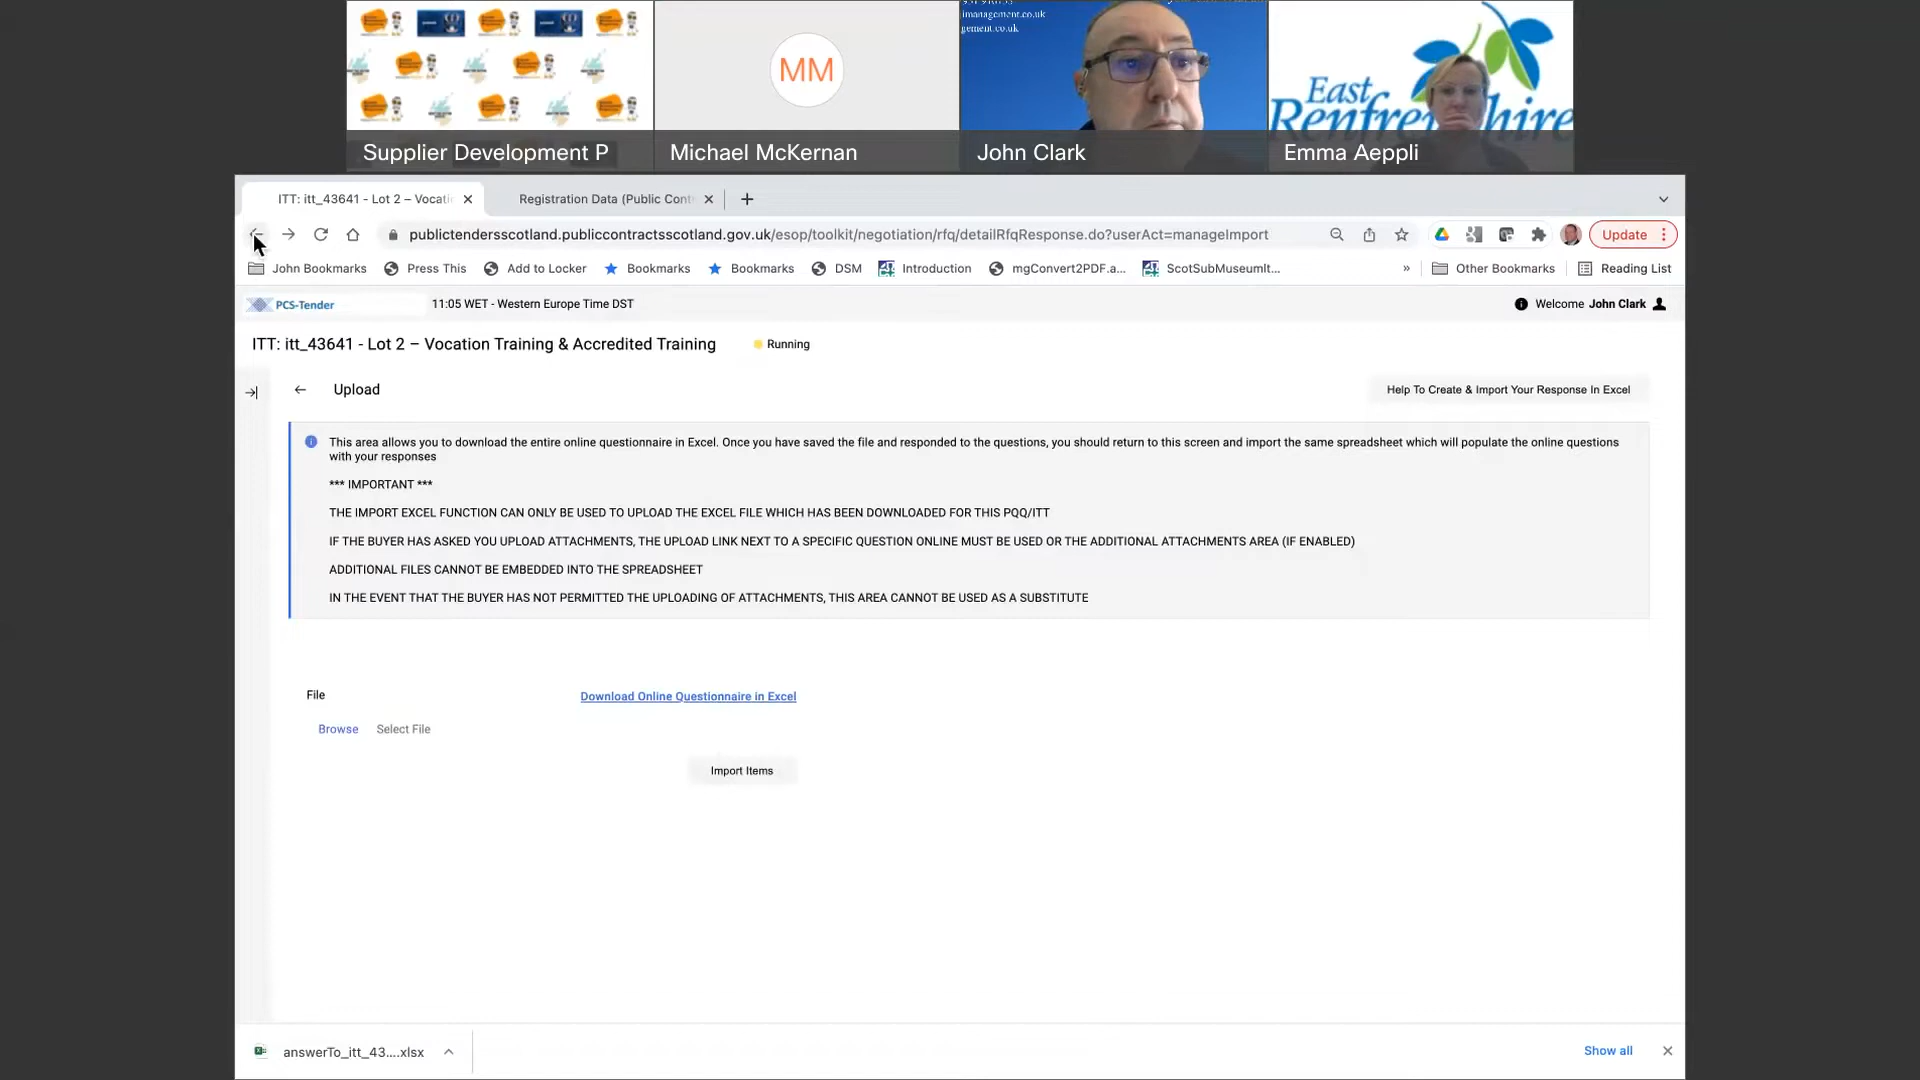 imanagement.co.uk
gement.co.uk
East
Renfrewshire
Supplier Development P
MM
Michael McKernan
John Clark
Emma Aeppli
ITT: itt_43641 - Lot 2 – Vocati
Registration Data (Public Cont
publictendersscotland.publiccontractsscotland.gov.uk/esop/toolkit/negotiation/rfq/detailRfqResponse.do?userAct=manageImport
Update
John Bookmarks
Press This
Add to Locker
Bookmarks
Bookmarks
DSM
Introduction
mgConvert2PDF.a...
ScotSubMuseumIt...
»
Other Bookmarks
Reading List
PCS-Tender
11:05 WET - Western Europe Time DST
Welcome John Clark
ITT: itt_43641 - Lot 2 – Vocation Training & Accredited Training
Running
Upload
Help To Create & Import Your Response In Excel
This area allows you to download the entire online questionnaire in Excel. Once you have saved the file and responded to the questions, you should return to this screen and import the same spreadsheet which will populate the online questions
with your responses
*** IMPORTANT ***
THE IMPORT EXCEL FUNCTION CAN ONLY BE USED TO UPLOAD THE EXCEL FILE WHICH HAS BEEN DOWNLOADED FOR THIS PQQ/ITT
IF THE BUYER HAS ASKED YOU UPLOAD ATTACHMENTS, THE UPLOAD LINK NEXT TO A SPECIFIC QUESTION ONLINE MUST BE USED OR THE ADDITIONAL ATTACHMENTS AREA (IF ENABLED)
ADDITIONAL FILES CANNOT BE EMBEDDED INTO THE SPREADSHEET
IN THE EVENT THAT THE BUYER HAS NOT PERMITTED THE UPLOADING OF ATTACHMENTS, THIS AREA CANNOT BE USED AS A SUBSTITUTE
File
Download Online Questionnaire in Excel
Browse
Select File
Import Items
answerTo_itt_43....xlsx
Show all